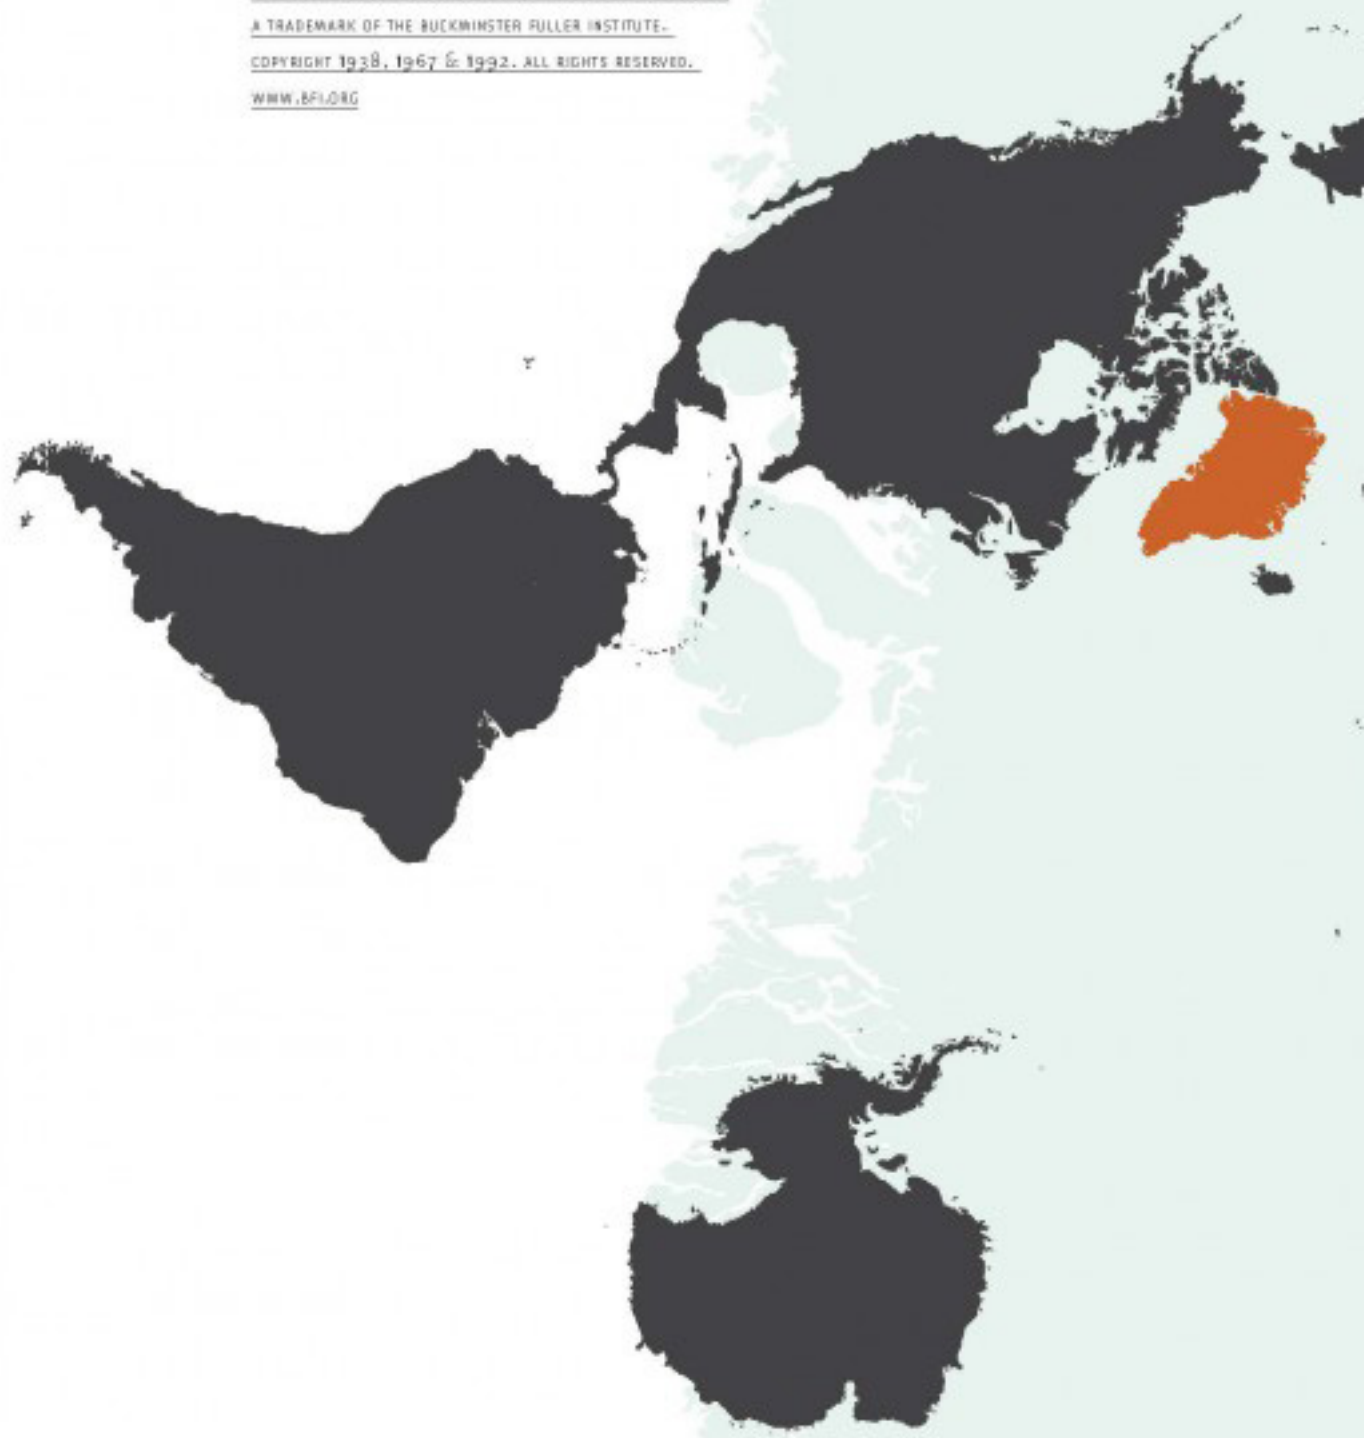 A TRADEMARK OF THE BUCKMINSTER FULLER INSTITUTE.
COPYRIGHT 1938, 1967 & 1992. ALL RIGHTS RESERVED.
WWW.BFI.ORG